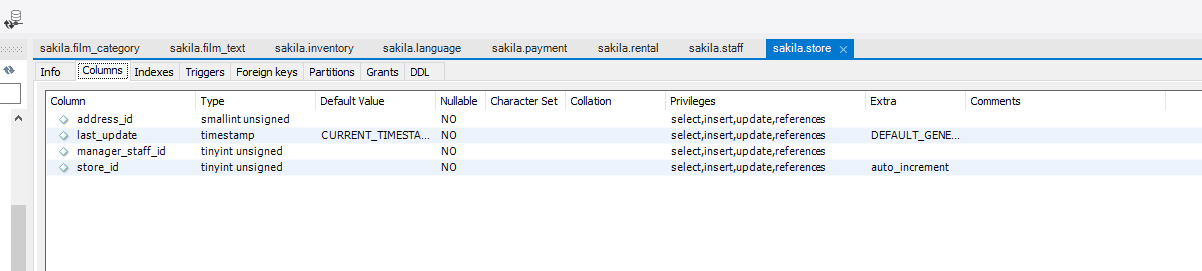 sakila.film_category sakila.film_text sakila.inventory sakila.language sakila.payment sakila.rental sakila.staff sakila.store
Info Columns Indexes Triggers Foreign keys Partitions Grants DDL
Column Type Default Value Nullable Character Set Collation Privileges Extra Comments
address_id smallint unsigned NO select,insert,update,references
last_update timestamp CURRENT_TIMESTA... NO select,insert,update,references DEFAULT_GENE...
manager_staff_id tinyint unsigned NO select,insert,update,references
store_id tinyint unsigned NO select,insert,update,references auto_increment